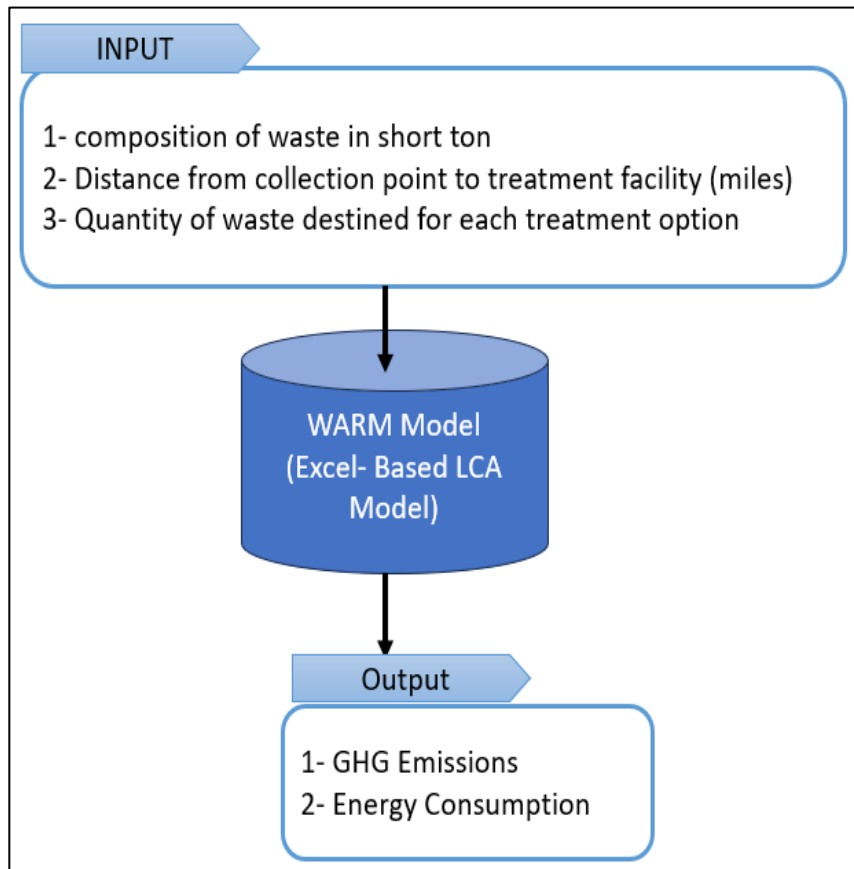 INPUT
1- composition of waste in short ton
2- Distance from collection point to treatment facility (miles)
3- Quantity of waste destined for each treatment option
WARM Model
(Excel- Based LCA
Model)
Output
1- GHG Emissions
2- Energy Consumption